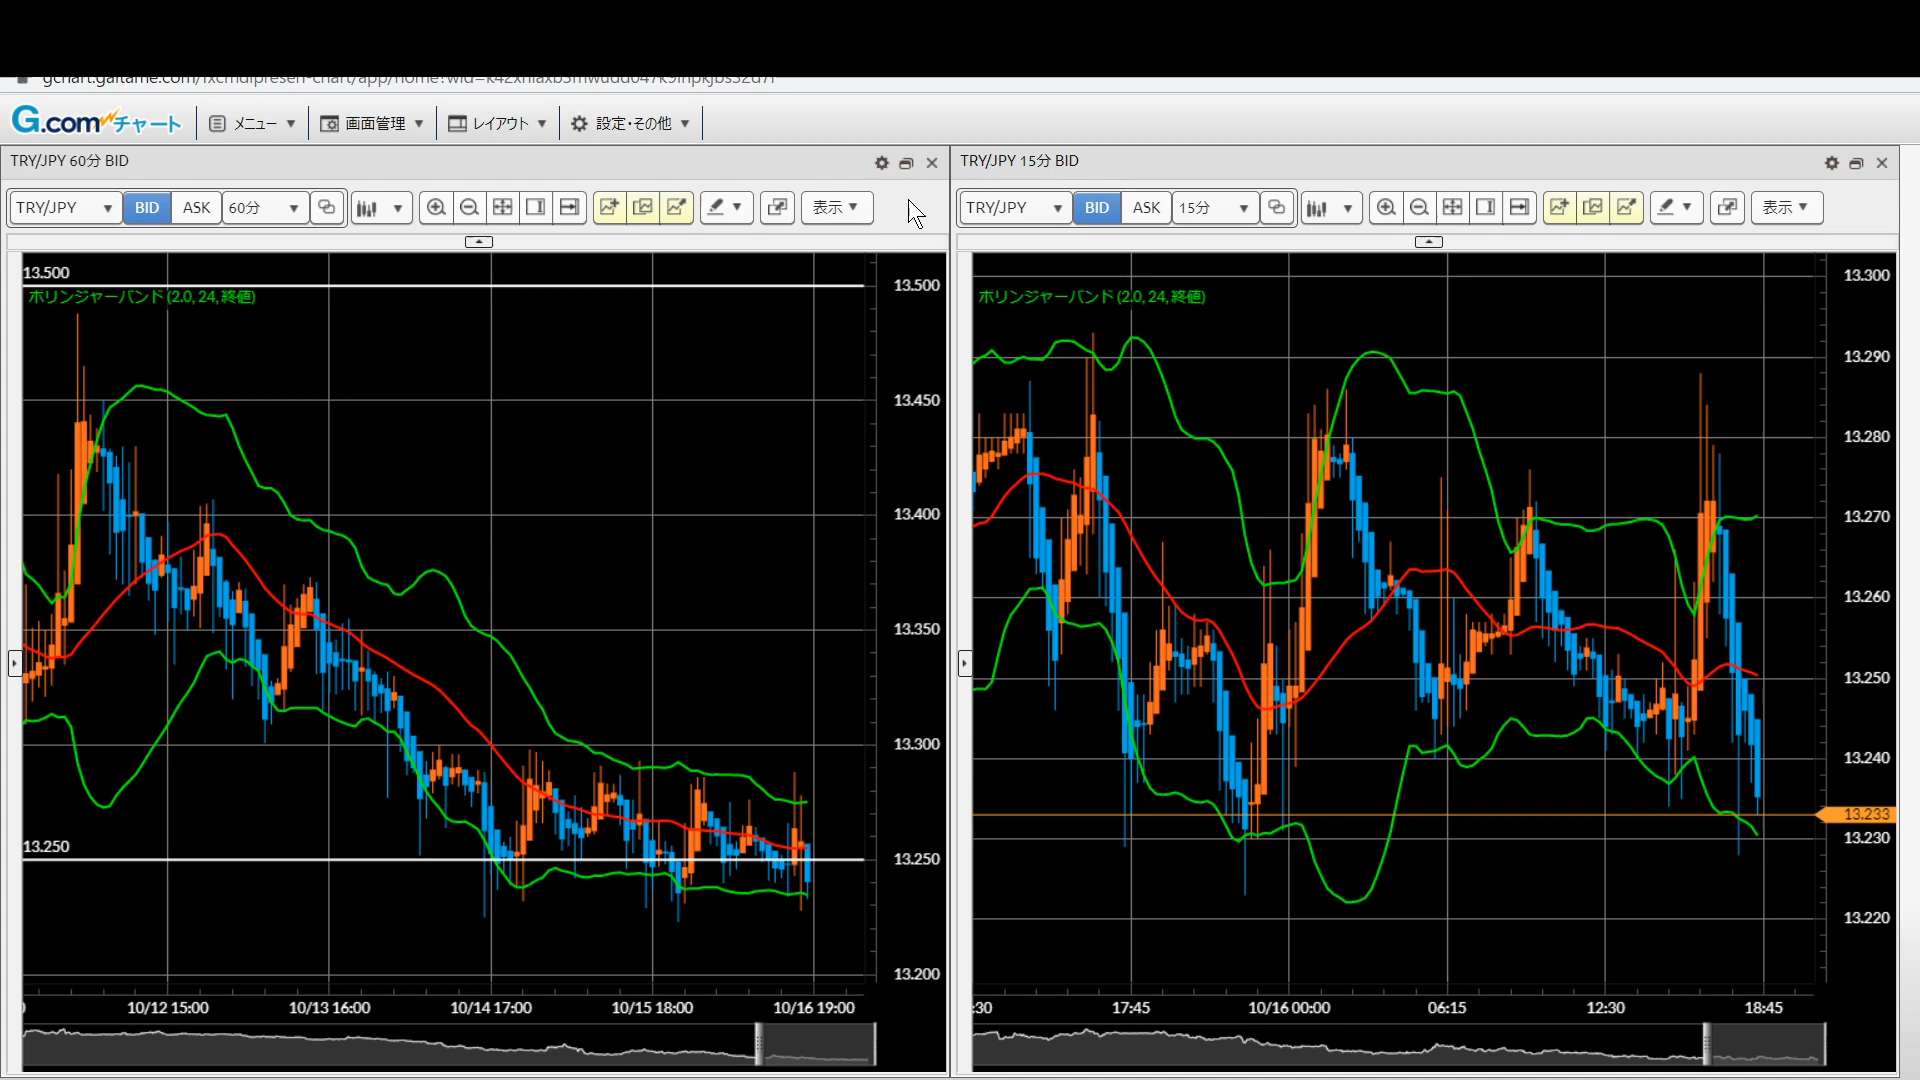 G.comチャート
メニュー ▼
画面管理 ▼
レイアウト ▼
設定・その他 ▼
TRY/JPY 60分 BID
TRY/JPY ▼ BID ASK 60分 ▼
表示 ▼
13.500
ボリンジャーバンド (2.0, 24, 終値)
13.250
13.500
13.450
13.400
13.350
13.300
13.250
13.200
10/12 15:00 10/13 16:00 10/14 17:00 10/15 18:00 10/16 19:00
TRY/JPY 15分 BID
TRY/JPY ▼ BID ASK 15分 ▼
表示 ▼
ボリンジャーバンド (2.0, 24, 終値)
13.300
13.290
13.280
13.270
13.260
13.250
13.240
13.233
13.230
13.220
:30 17:45 10/16 00:00 06:15 12:30 18:45